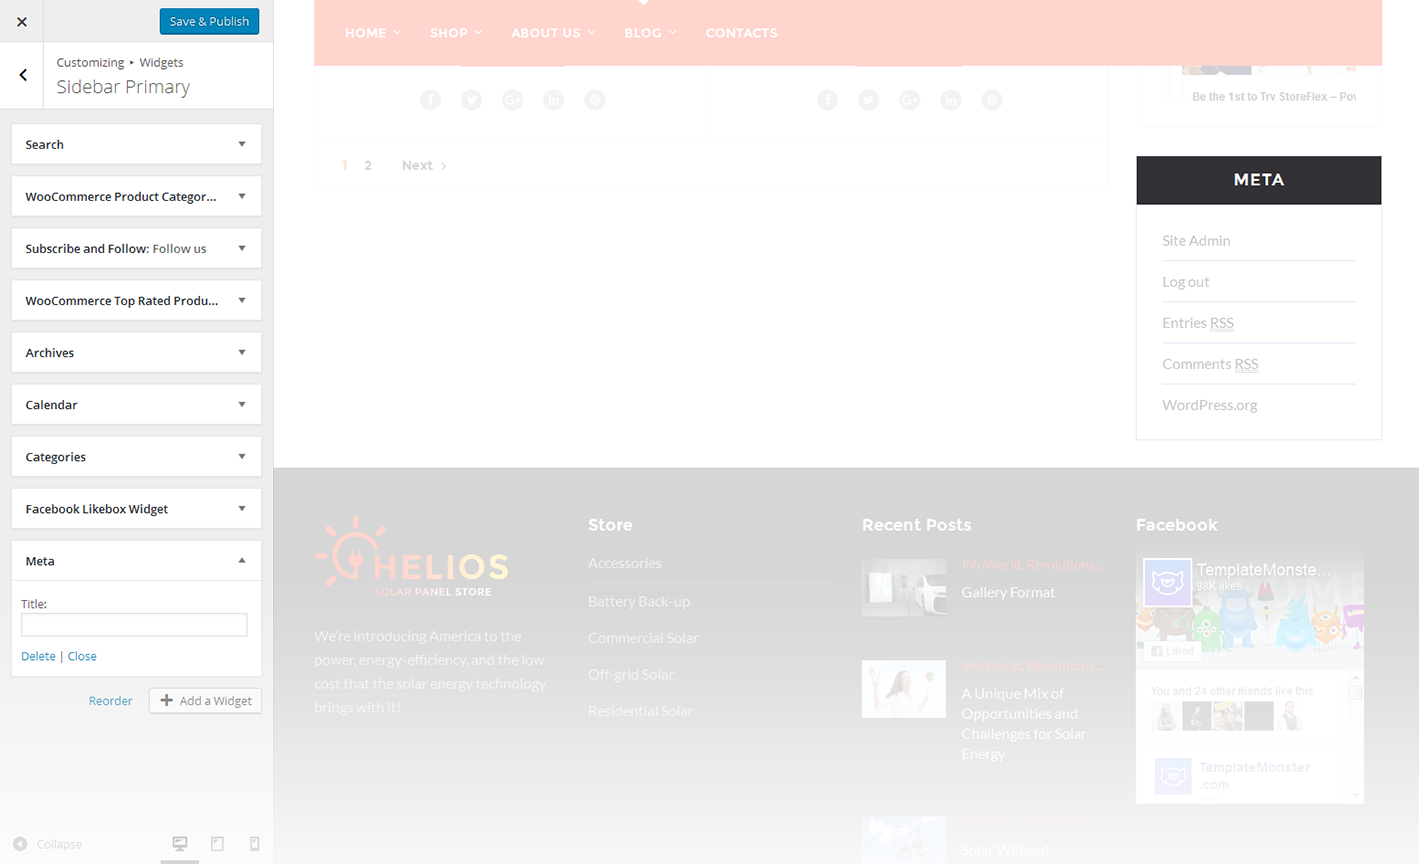 Save & Publish
Customizing ▸ Widgets
Sidebar Primary
Search
WooCommerce Product Categor...
Subscribe and Follow: Follow us
WooCommerce Top Rated Produ...
Archives
Calendar
Categories
Facebook Likebox Widget
Meta
Title:
Delete | Close
Reorder
Add a Widget
Collapse
HOME
SHOP
ABOUT US
BLOG
CONTACTS
1 2 Next
Be the 1st to Try StoreFlex – Pow
META
Site Admin
Log out
Entries RSS
Comments RSS
WordPress.org
HELIOS
SOLAR PANEL STORE
We're introducing America to the
power, energy-efficiency, and the low
cost that the solar energy technology
brings with it!
Store
Accessories
Battery Back-up
Commercial Solar
Off-grid Solar
Residential Solar
Recent Posts
InfoWorld, Revolutiona...
Gallery Format
InfoWorld, Revolutiona...
A Unique Mix of
Opportunities and
Challenges for Solar
Energy
Solar Without
Facebook
TemplateMonste...
98K likes
Liked
You and 24 other friends like this
TemplateMonster
.com